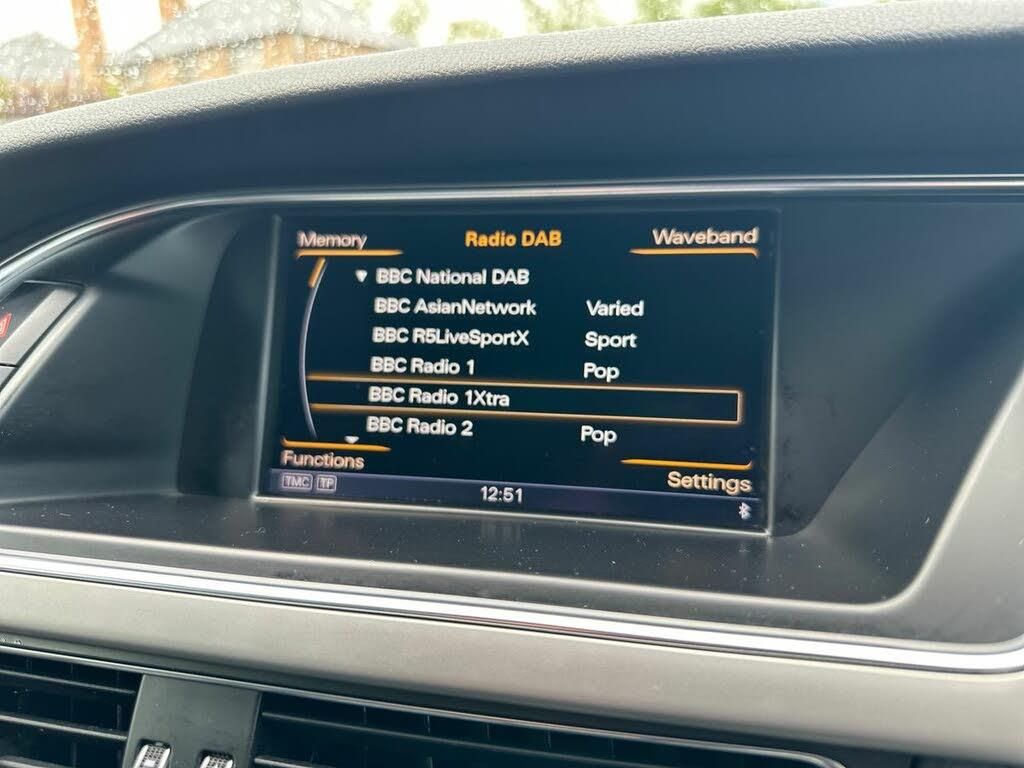 Memory Radio DAB Waveband
BBC National DAB
BBC AsianNetwork Varied
BBC R5LiveSportX Sport
BBC Radio 1 Pop
BBC Radio 1Xtra
BBC Radio 2 Pop
Functions Settings
TMC TP 12:51